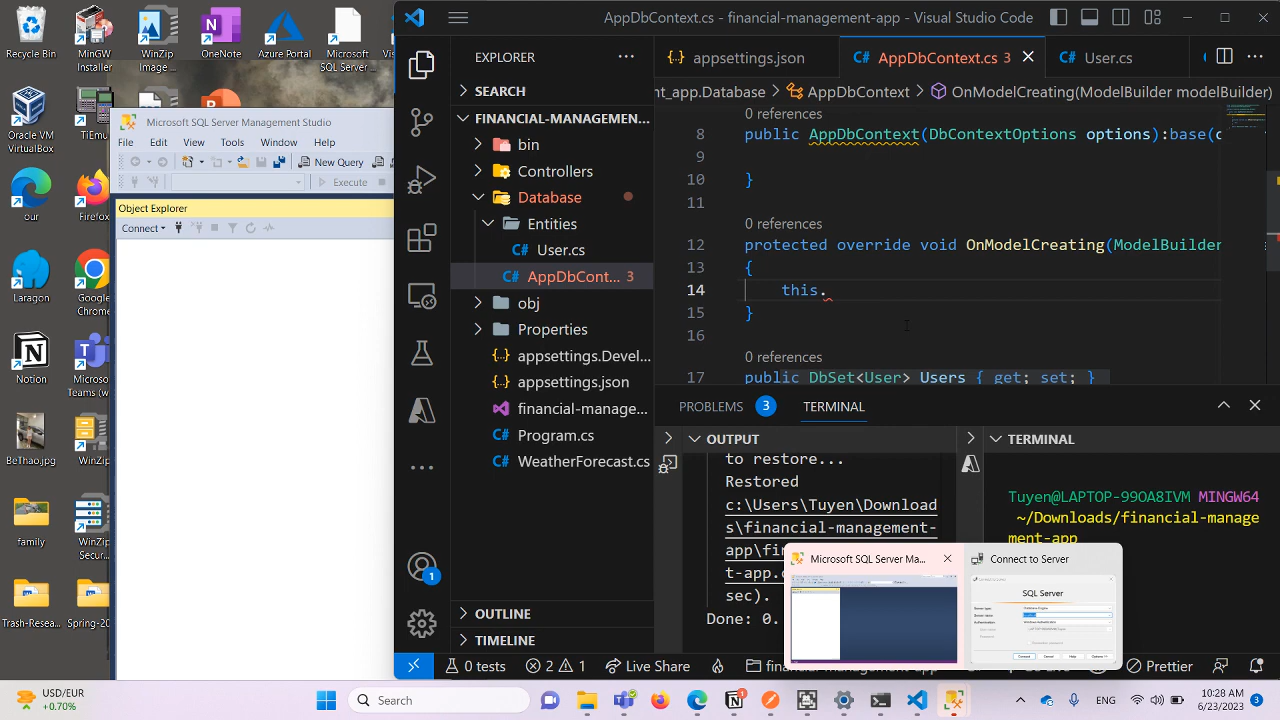 Recycle Bin
MinGW Installer
WinZip Image ...
OneNote
Azure Portal
Microsoft SQL Server ...
Oracle VM VirtualBox
TiEmu
our
Firefox
Laragon
Google
Notion
Micros
BeThao.jpg
WinZip
family
Trash-Resea...
Spring-20
Microsoft SQL Server Management Studio
File Edit View Tools Window Help
New Query
Execute
Object Explorer
Connect
AppDbContext.cs - financial-management-app - Visual Studio Code
EXPLORER
SEARCH
FINANCIAL-MANAGEMEN...
bin
Controllers
Database
Entities
User.cs
AppDbCont... 3
obj
Properties
appsettings.Devel...
appsettings.json
financial-manage...
Program.cs
WeatherForecast.cs
OUTLINE
TIMELINE
1
appsettings.json
AppDbContext.cs 3
User.cs
nt_app.Database > AppDbContext > OnModelCreating(ModelBuilder modelBuilder)
0 references
8 public AppDbContext(DbContextOptions options):base(
9
10 }
11
0 references
12 protected override void OnModelCreating(ModelBuilder
13 {
14 this.
15 }
16
0 references
17 public DbSet<User> Users { get; set; }
PROBLEMS 3 TERMINAL
OUTPUT
to restore...
Restored
c:\Users\Tuyen\Download
s\financial-management-
app\fin
t-app.
sec).
Done.
TERMINAL
Tuyen@LAPTOP-99OA8IVM MINGW64
~/Downloads/financial-manage
ment-app
Microsoft SQL Server Ma...
Connect to Server
SQL Server
0 tests 2 1 Live Share
Prettier
USD/EUR
+0.70%
Search
ENG
10:28 AM
6/23/2023
3